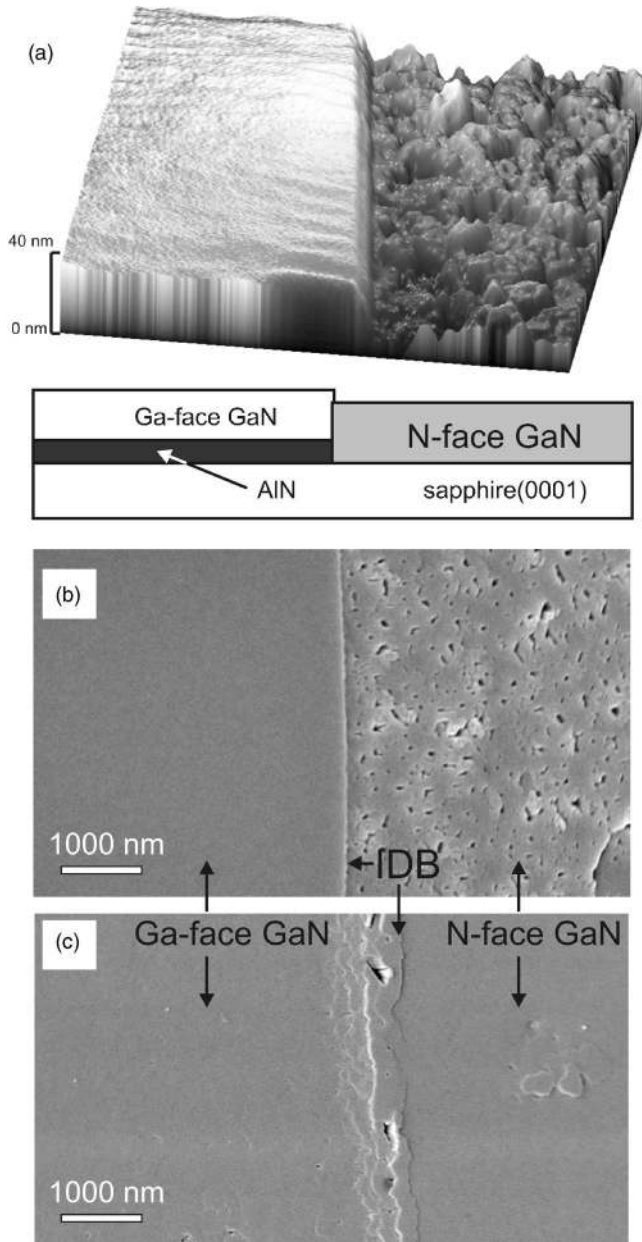 (a)
40 nm
0 nm
Ga-face GaN
N-face GaN
AlN
sapphire(0001)
(b)
1000 nm
IDB
Ga-face GaN
N-face GaN
(c)
1000 nm